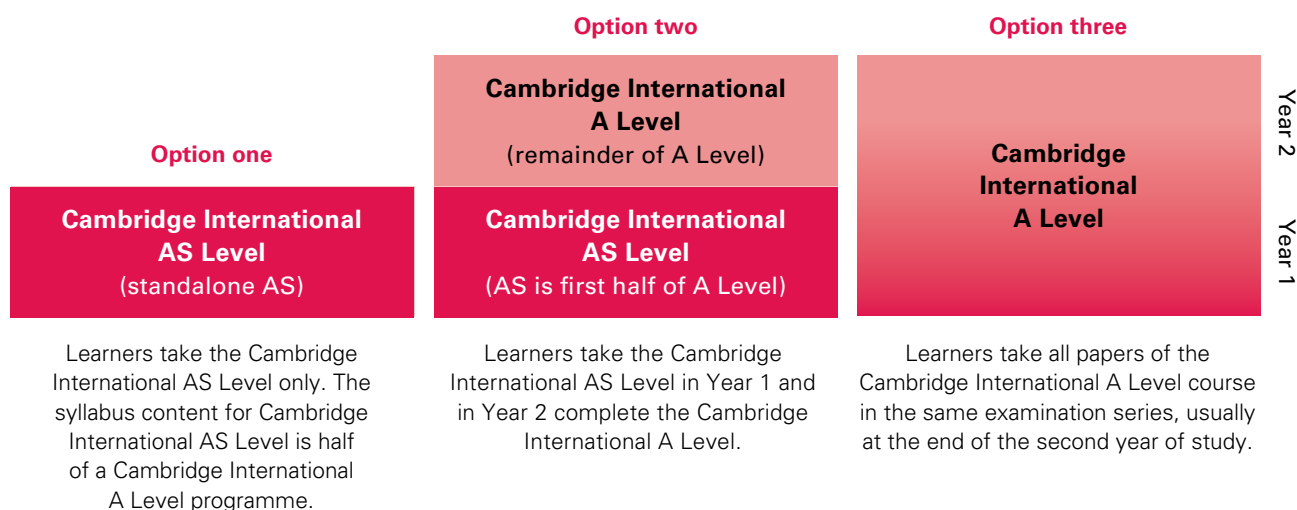 Option one
Cambridge International
AS Level
(standalone AS)
Learners take the Cambridge
International AS Level only. The
syllabus content for Cambridge
International AS Level is half
of a Cambridge International
A Level programme.
Option two
Cambridge International
A Level
(remainder of A Level)
Cambridge International
AS Level
(AS is first half of A Level)
Learners take the Cambridge
International AS Level in Year 1 and
in Year 2 complete the Cambridge
International A Level.
Option three
Cambridge
International
A Level
Learners take all papers of the
Cambridge International A Level course
in the same examination series, usually
at the end of the second year of study.
Year 2
Year 1